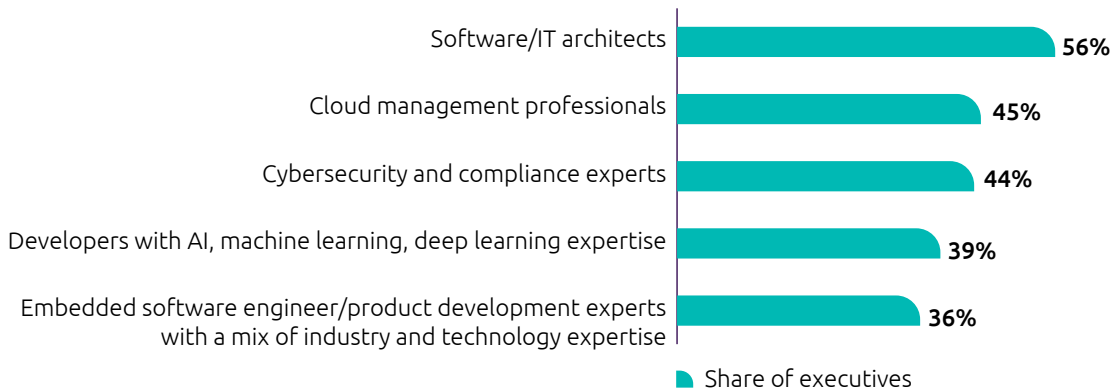 Software/IT architects
56%
Cloud management professionals
45%
Cybersecurity and compliance experts
44%
Developers with AI, machine learning, deep learning expertise
39%
Embedded software engineer/product development experts
with a mix of industry and technology expertise
36%
Share of executives